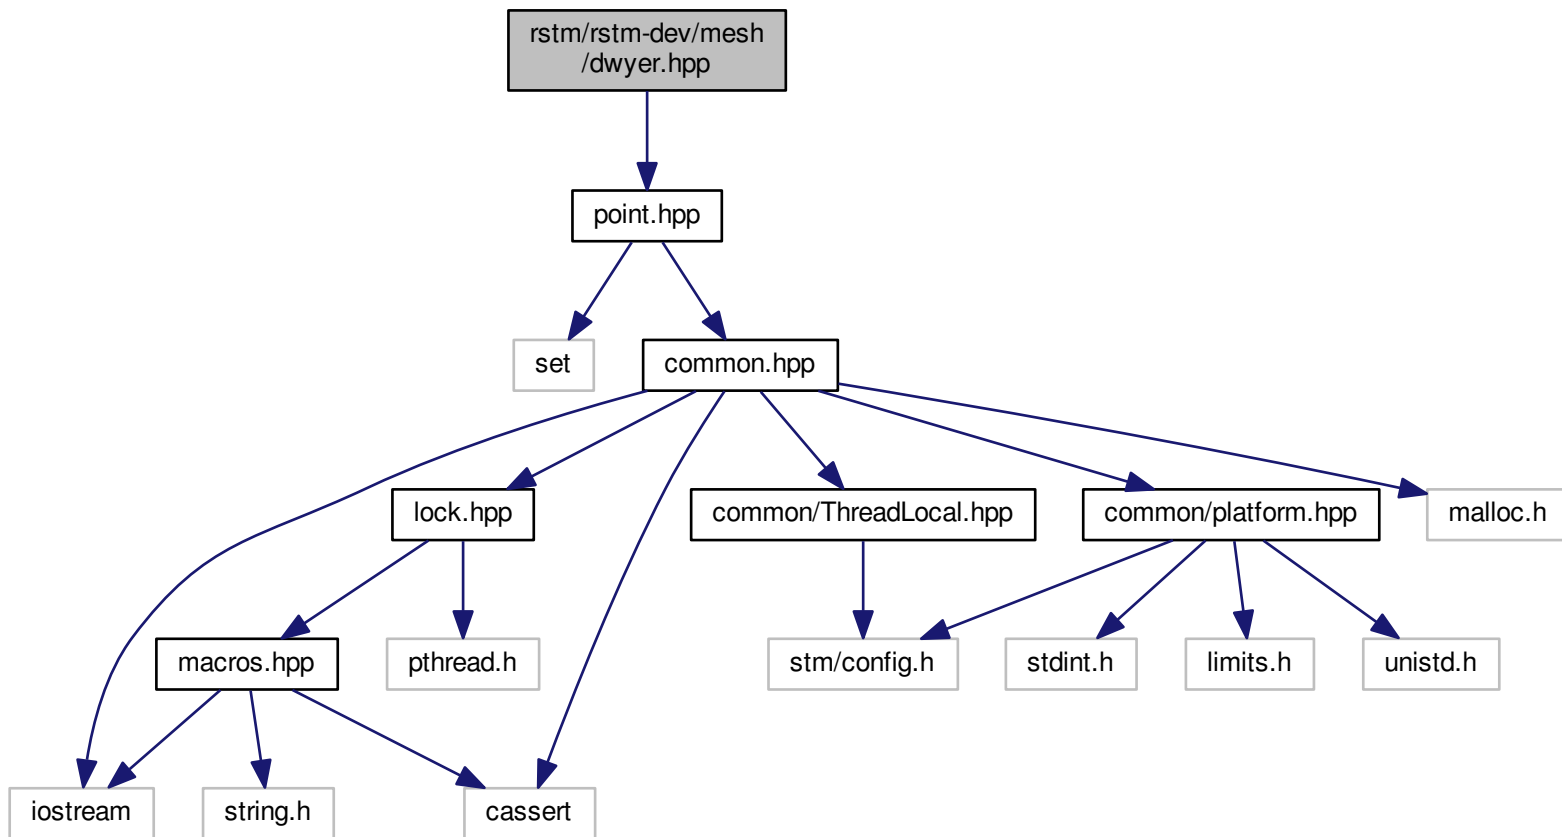 rstm/rstm-dev/mesh
/dwyer.hpp
point.hpp
set
common.hpp
lock.hpp
common/ThreadLocal.hpp
common/platform.hpp
malloc.h
macros.hpp
pthread.h
stm/config.h
stdint.h
limits.h
unistd.h
iostream
string.h
cassert